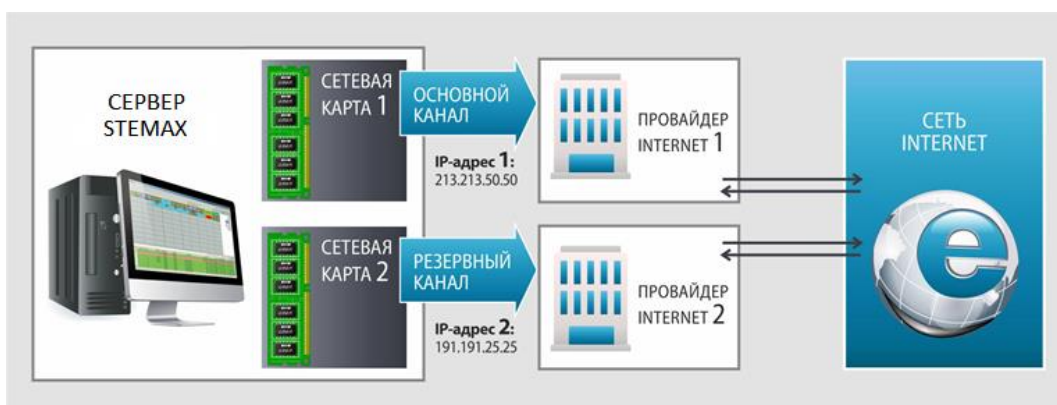 СЕРВЕР
STEMAX
СЕТЕВАЯ
КАРТА 1
ОСНОВНОЙ
КАНАЛ
IP-адрес 1:
213.213.50.50
ПРОВАЙДЕР
INTERNET 1
СЕТЬ
INTERNET
СЕТЕВАЯ
КАРТА 2
РЕЗЕРВНЫЙ
КАНАЛ
IP-адрес 2:
191.191.25.25
ПРОВАЙДЕР
INTERNET 2